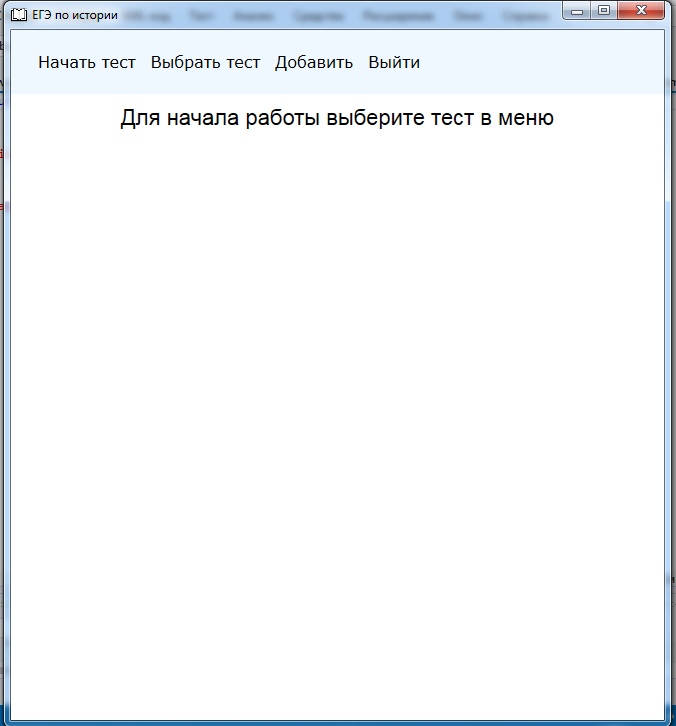 ЕГЭ по истории
Начать тест Выбрать тест Добавить Выйти
Для начала работы выберите тест в меню